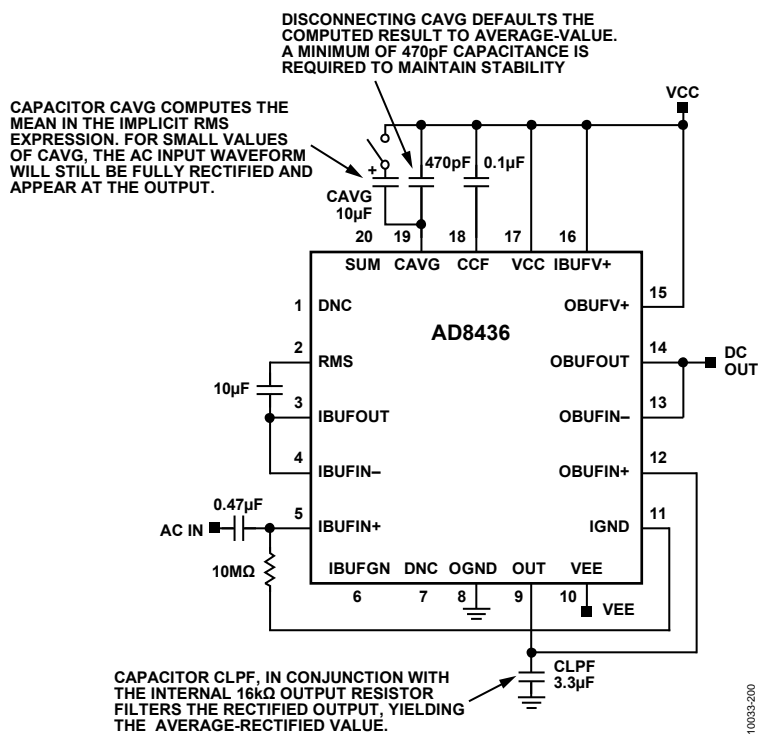 DISCONNECTING CAVG DEFAULTS THE
COMPUTED RESULT TO AVERAGE-VALUE.
A MINIMUM OF 470pF CAPACITANCE IS
REQUIRED TO MAINTAIN STABILITY
VCC
CAPACITOR CAVG COMPUTES THE
MEAN IN THE IMPLICIT RMS
EXPRESSION. FOR SMALL VALUES
OF CAVG, THE AC INPUT WAVEFORM
WILL STILL BE FULLY RECTIFIED AND
APPEAR AT THE OUTPUT.
+
470pF 0.1µF
CAVG
10µF
20 19 18 17 16
SUM CAVG CCF VCC IBUFV+
15
OBUFV+
1 DNC
AD8436
2
RMS
OBUFOUT
14
DC
OUT
10µF
3
IBUFOUT
OBUFIN–
13
4
IBUFIN–
OBUFIN+
12
0.47µF
AC IN
5
IBUFIN+
IGND
11
10MΩ
IBUFGN DNC OGND OUT VEE
6 7 8 9 10
VEE
CAPACITOR CLPF, IN CONJUNCTION WITH
THE INTERNAL 16kΩ OUTPUT RESISTOR
FILTERS THE RECTIFIED OUTPUT, YIELDING
THE AVERAGE-RECTIFIED VALUE.
CLPF
3.3µF
10033-200